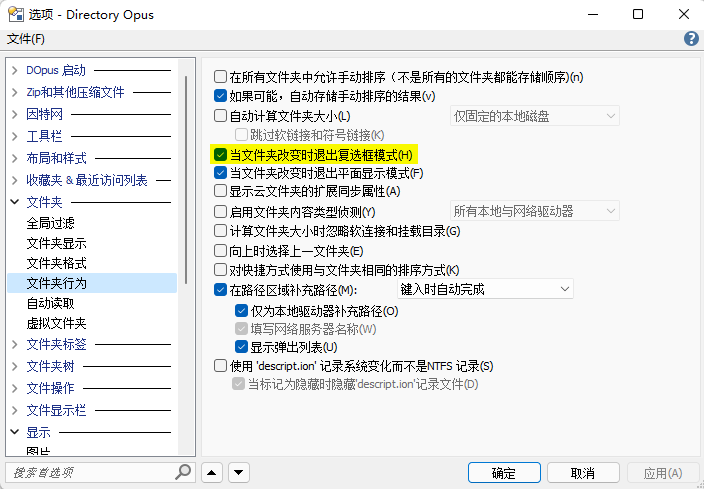 选项 - Directory Opus
文件(F)
DOpus 启动
Zip和其他压缩文件
因特网
工具栏
布局和样式
收藏夹 & 最近访问列表
文件夹
全局过滤
文件夹显示
文件夹格式
文件夹行为
自动读取
虚拟文件夹
文件夹标签
文件夹树
文件操作
文件显示栏
显示
图片
搜索首选项
在所有文件夹中允许手动排序（不是所有的文件夹都能存储顺序)(n)
如果可能，自动存储手动排序的结果(v)
自动计算文件夹大小(L) 仅固定的本地磁盘
跳过软链接和符号链接(K)
当文件夹改变时退出复选框模式(H)
当文件夹改变时退出平面显示模式(F)
显示云文件夹的扩展同步属性(A)
启用文件夹内容类型侦测(Y) 所有本地与网络驱动器
计算文件夹大小时忽略软连接和挂载目录(G)
向上时选择上一文件夹(E)
对快捷方式使用与文件夹相同的排序方式(K)
在路径区域补充路径(M): 键入时自动完成
仅为本地驱动器补充路径(O)
填写网络服务器名称(W)
显示弹出列表(U)
使用 'descript.ion' 记录系统变化而不是NTFS 记录(S)
当标记为隐藏时隐藏'descript.ion'记录文件(D)
确定 取消 应用(A)